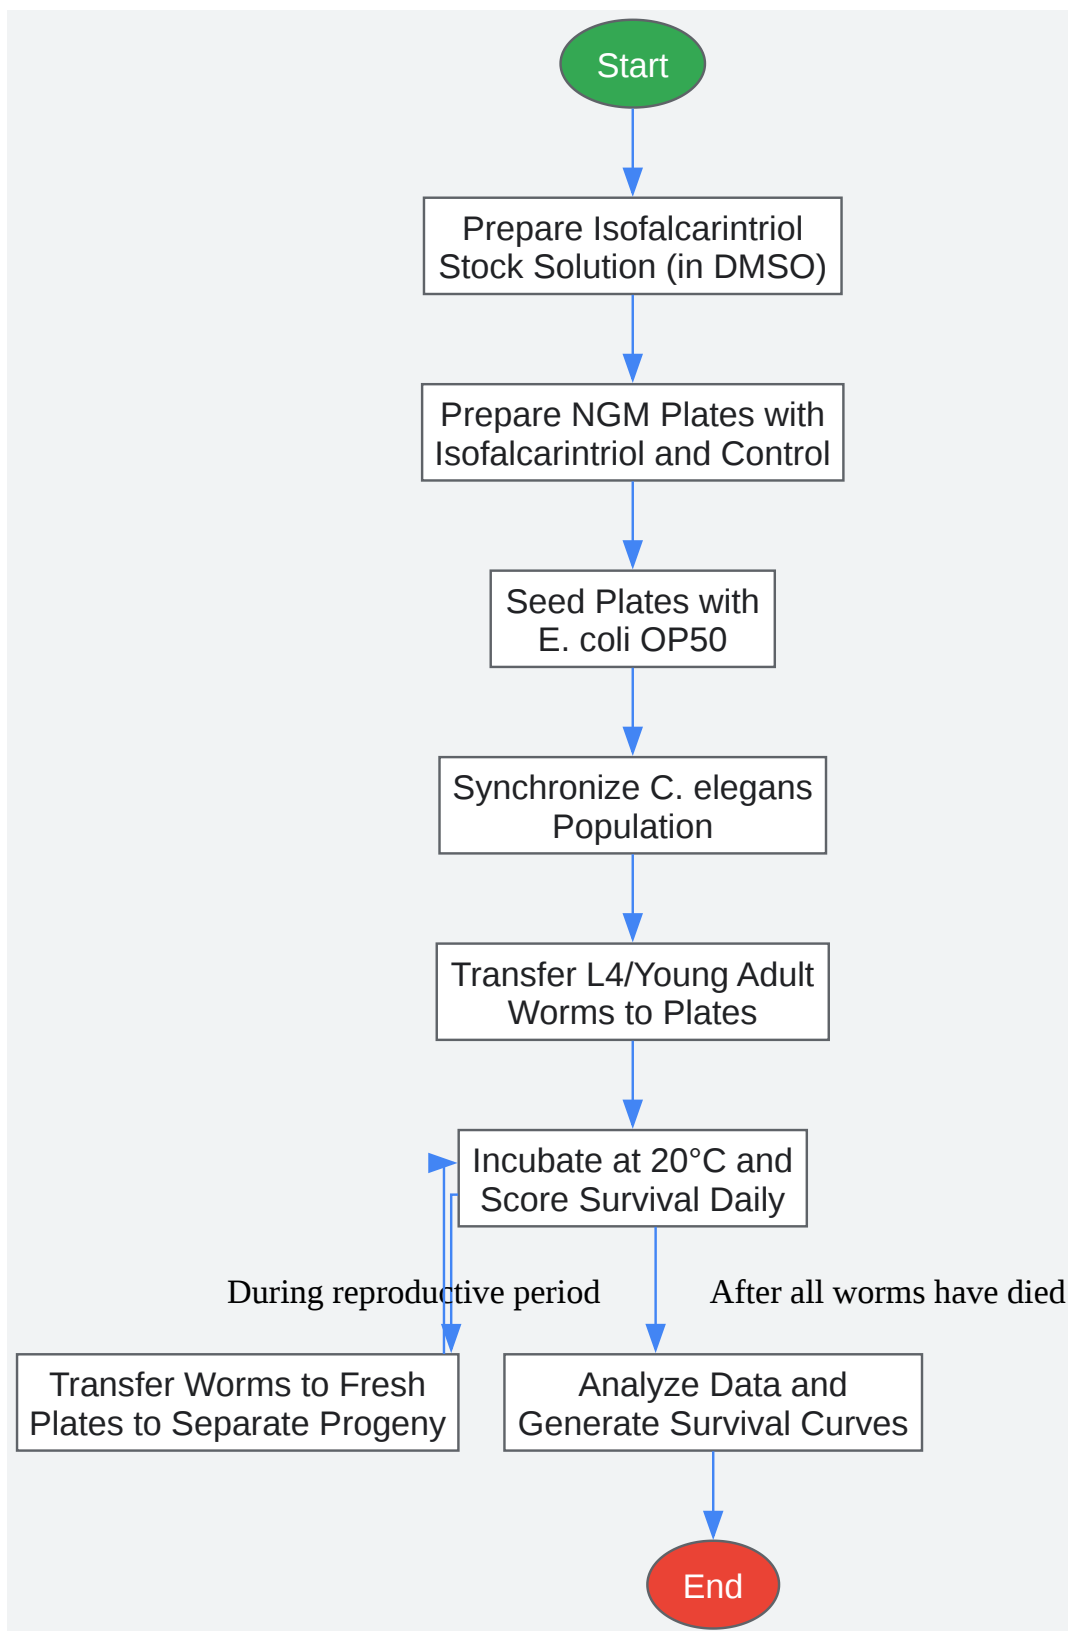 Start
Prepare Isofalcarintriol
Stock Solution (in DMSO)
Prepare NGM Plates with
Isofalcarintriol and Control
Seed Plates with
E. coli OP50
Synchronize C. elegans
Population
Transfer L4/Young Adult
Worms to Plates
Incubate at 20°C and
Score Survival Daily
During reproductive period
After all worms have died
Transfer Worms to Fresh
Plates to Separate Progeny
Analyze Data and
Generate Survival Curves
End